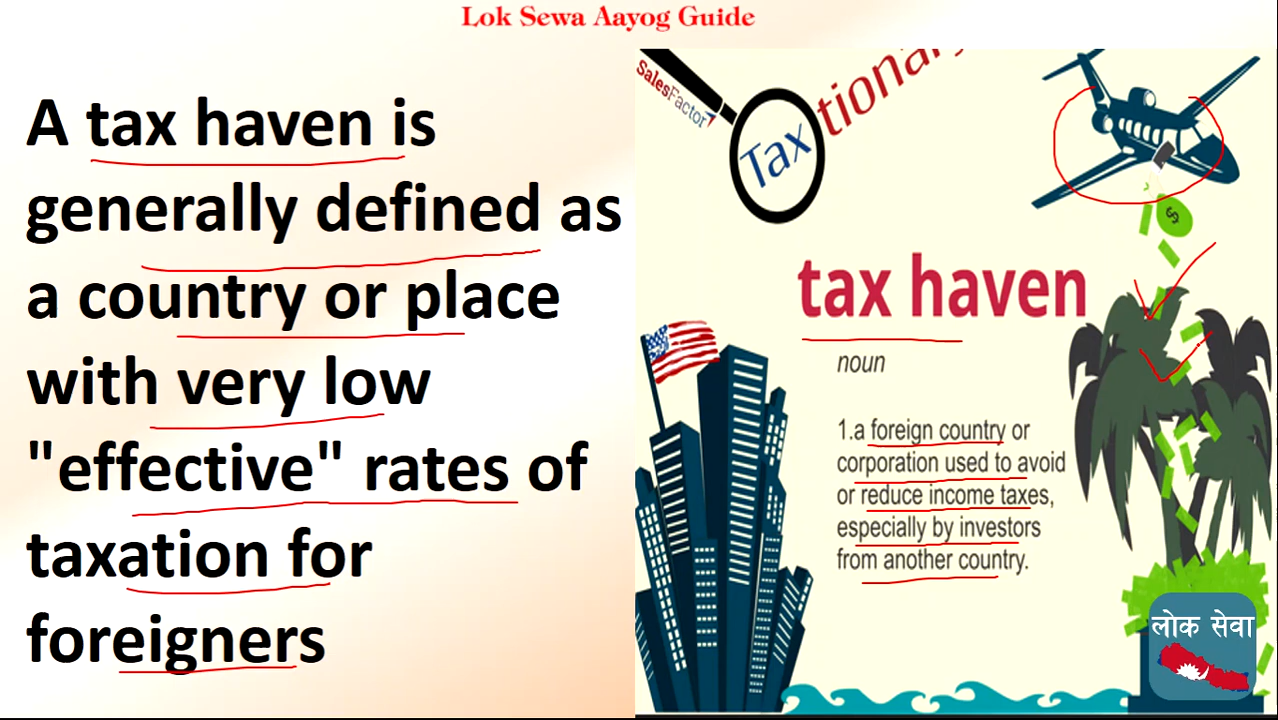 Lok Sewa Aayog Guide
A tax haven is
generally defined as
a country or place
with very low
"effective" rates of
taxation for
foreigners
SalesFactor
Taxtionary
tax haven
noun
1.a foreign country or
corporation used to avoid
or reduce income taxes,
especially by investors
from another country.
$
लोक सेवा